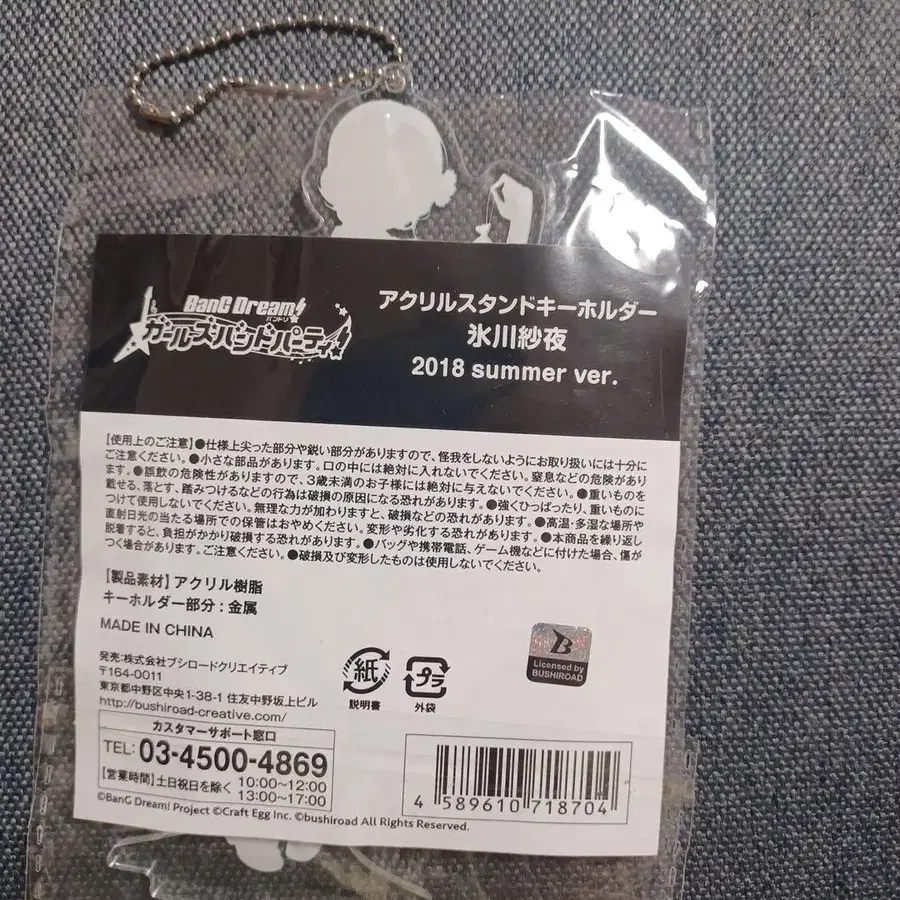 BanG Dream!
バンドリ
ガールズバンドパーティ!
アクリルスタンドキーホルダー
氷川紗夜
2018 summer ver.
【使用上のご注意】●仕様上尖った部分や鋭い部分がありますので、怪我をしないようにお取り扱いには十分に
ご注意ください。●小さな部品があります。口の中には絶対に入れないでください。窒息などの危険があり
ます。●誤飲の危険性がありますので、3歳未満のお子様には絶対に与えないでください。●重いものを
載せる、落とす、踏みつけるなどの行為は破損の原因になる恐れがあります。●強くひっぱったり、重いものに
つけて使用しないでください。無理な力が加わりますと、破損などの恐れがあります。●高温・多湿な場所や
直射日光の当たる場所での保管はおやめください。変形や劣化する恐れがあります。●本商品を繰り返し
脱着すると、負担がかかり破損する恐れがあります。●バッグや携帯電話、ゲーム機などに付けた場合、傷が
つく場合があります。ご注意ください。●破損及び変形したものは使用しないでください。
【製品素材】アクリル樹脂
キーホルダー部分:金属
MADE IN CHINA
発売:株式会社ブシロードクリエイティブ
〒164-0011
東京都中野区中央1-38-1 住友中野坂上ビル
http://bushiroad-creative.com/
紙
説明書
プラ
外袋
B
Licensed by
BUSHIROAD
カスタマーサポート窓口
TEL: 03-4500-4869
【営業時間】土日祝日を除く 10:00~12:00
13:00~17:00
4 589610 718704
©BanG Dream! Project ©Craft Egg Inc. ©bushiroad All Rights Reserved.